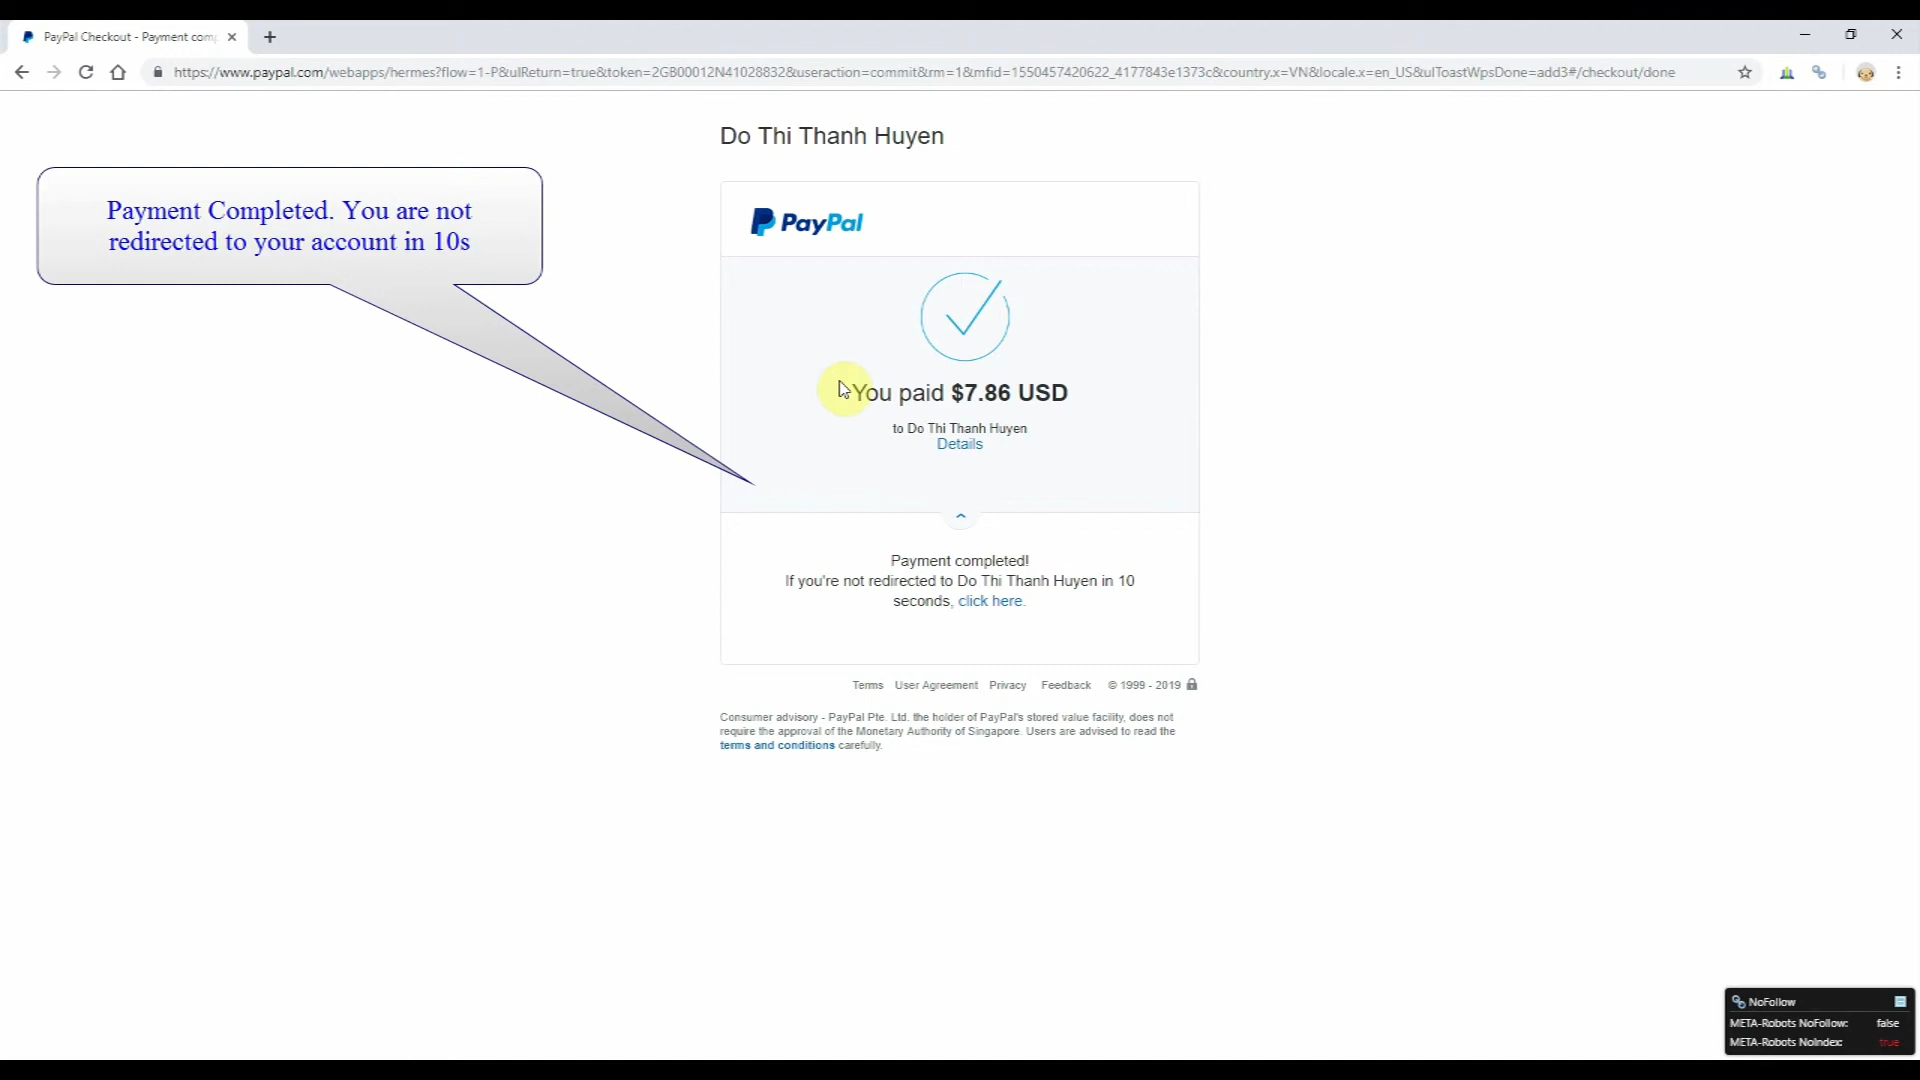 PayPal Checkout - Payment comp
https://www.paypal.com/webapps/hermes?flow=1-P&ulReturn=true&token=2GB00012N41028832&useraction=commit&rm=1&mfid=1550457420622_4177843e1373c&country.x=VN&locale.x=en_US&ulToastWpsDone=add3#/checkout/done
Do Thi Thanh Huyen
Payment Completed. You are not
redirected to your account in 10s
PayPal
You paid $7.86 USD
to Do Thi Thanh Huyen
Details
Payment completed!
If you're not redirected to Do Thi Thanh Huyen in 10
seconds, click here.
Terms User Agreement Privacy Feedback © 1999 - 2019
Consumer advisory - PayPal Pte. Ltd. the holder of PayPal's stored value facility, does not
require the approval of the Monetary Authority of Singapore. Users are advised to read the
terms and conditions carefully.
NoFollow
META-Robots NoFollow: false
META-Robots NoIndex: true